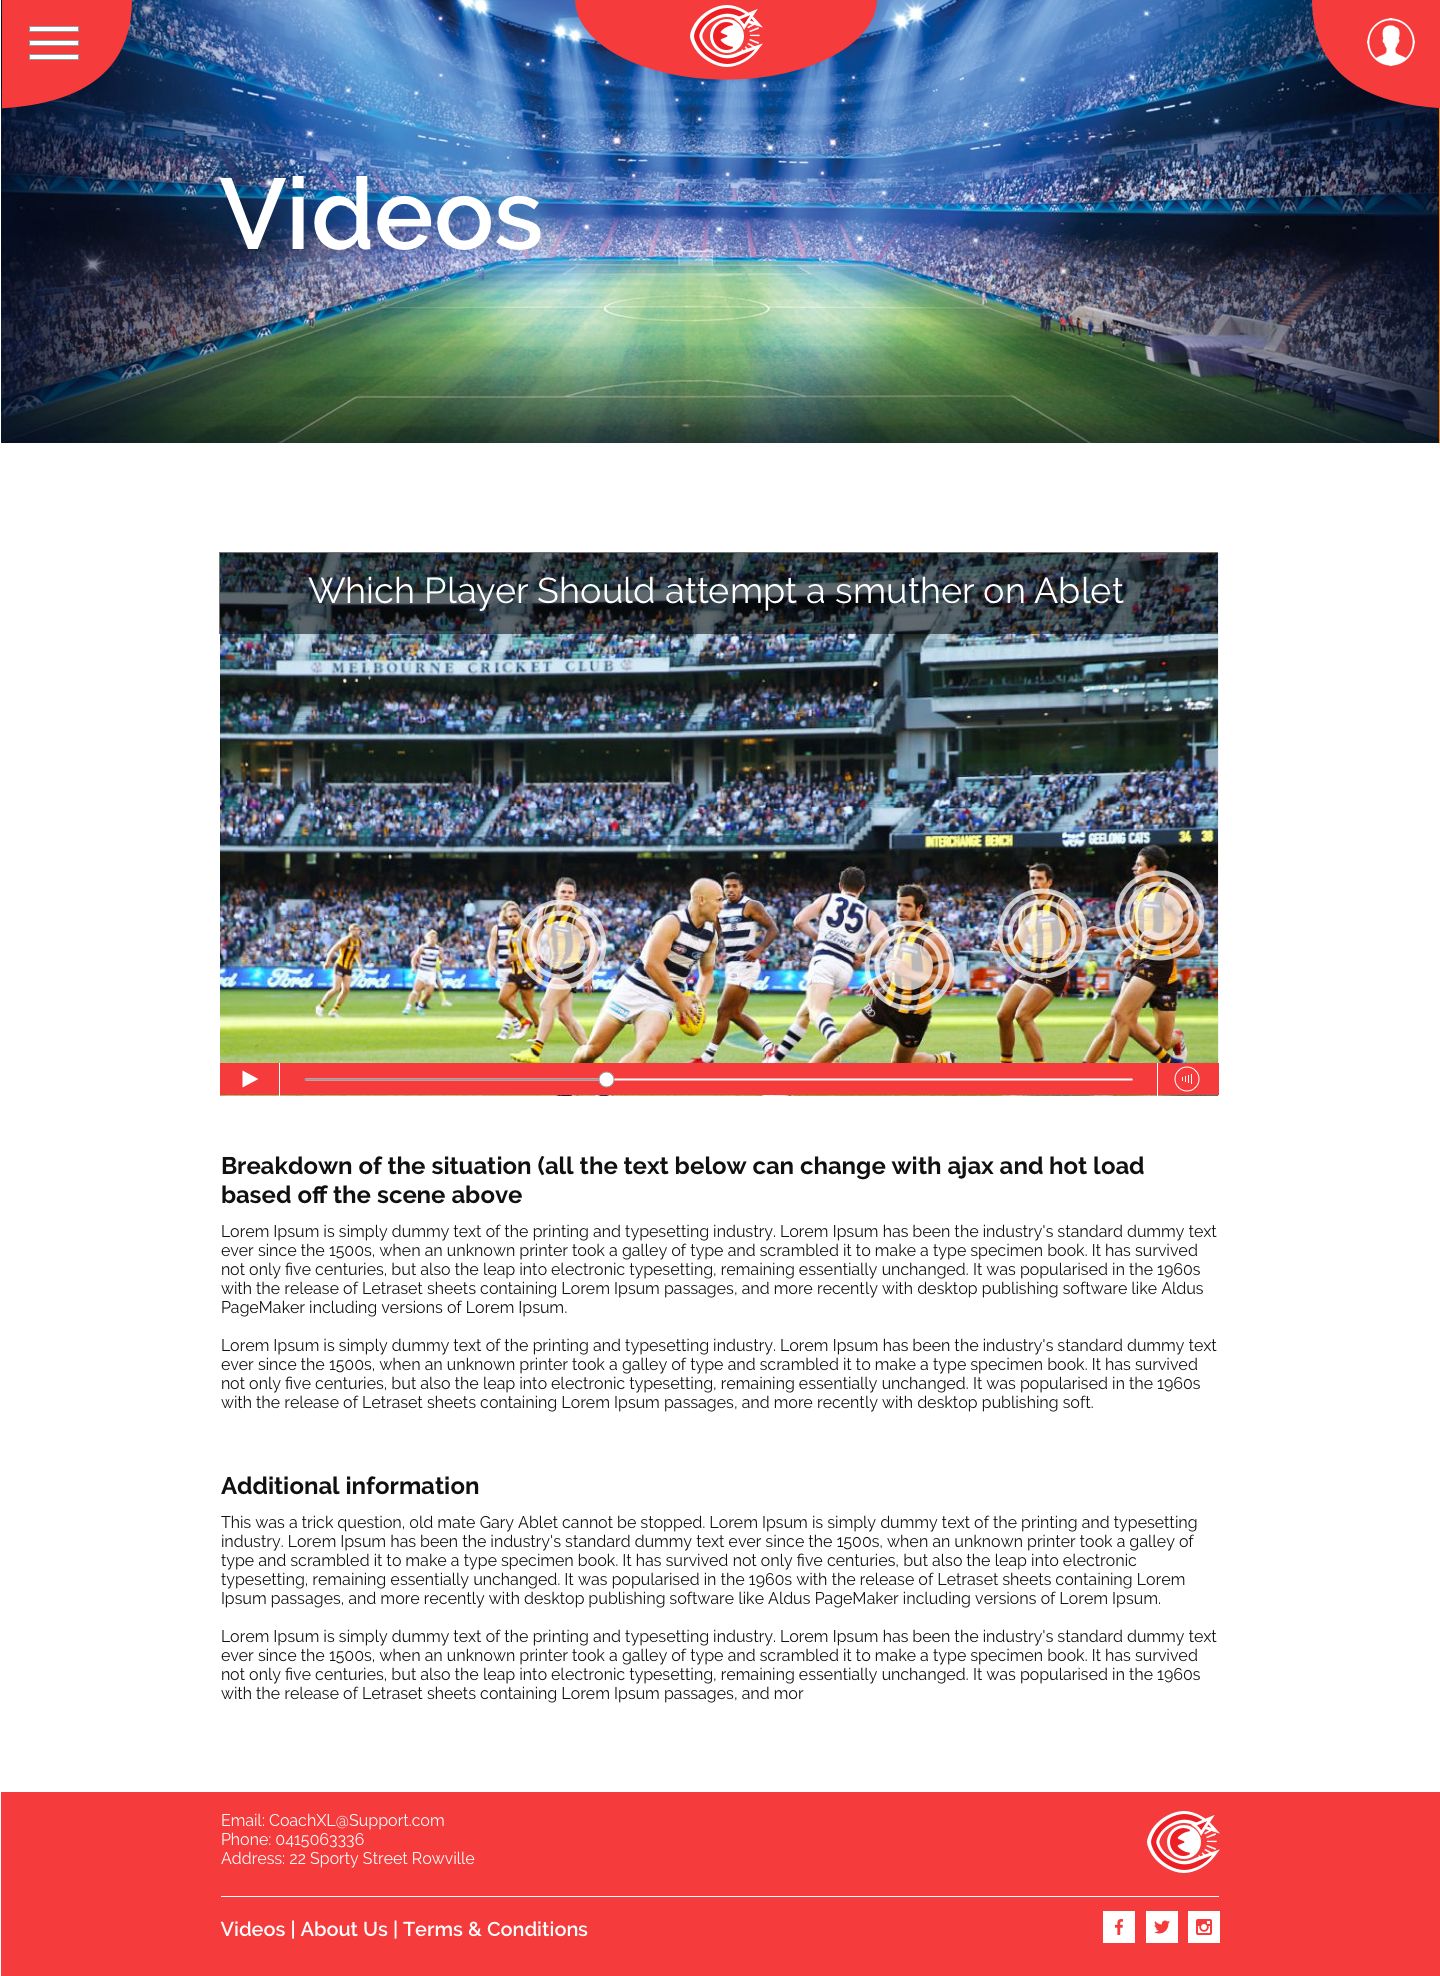 Videos
Which Player Should attempt a smuther on Ablet
MELBOURNE CRICKET CLUB
INTERCHANGE BENCH
GEELONG CATS 34 38
35
Ford
Ford
Ford
Breakdown of the situation (all the text below can change with ajax and hot load
based off the scene above
Lorem Ipsum is simply dummy text of the printing and typesetting industry. Lorem Ipsum has been the industry's standard dummy text
ever since the 1500s, when an unknown printer took a galley of type and scrambled it to make a type specimen book. It has survived
not only five centuries, but also the leap into electronic typesetting, remaining essentially unchanged. It was popularised in the 1960s
with the release of Letraset sheets containing Lorem Ipsum passages, and more recently with desktop publishing software like Aldus
PageMaker including versions of Lorem Ipsum.
Lorem Ipsum is simply dummy text of the printing and typesetting industry. Lorem Ipsum has been the industry's standard dummy text
ever since the 1500s, when an unknown printer took a galley of type and scrambled it to make a type specimen book. It has survived
not only five centuries, but also the leap into electronic typesetting, remaining essentially unchanged. It was popularised in the 1960s
with the release of Letraset sheets containing Lorem Ipsum passages, and more recently with desktop publishing soft.
Additional information
This was a trick question, old mate Gary Ablet cannot be stopped. Lorem Ipsum is simply dummy text of the printing and typesetting
industry. Lorem Ipsum has been the industry's standard dummy text ever since the 1500s, when an unknown printer took a galley of
type and scrambled it to make a type specimen book. It has survived not only five centuries, but also the leap into electronic
typesetting, remaining essentially unchanged. It was popularised in the 1960s with the release of Letraset sheets containing Lorem
Ipsum passages, and more recently with desktop publishing software like Aldus PageMaker including versions of Lorem Ipsum.
Lorem Ipsum is simply dummy text of the printing and typesetting industry. Lorem Ipsum has been the industry's standard dummy text
ever since the 1500s, when an unknown printer took a galley of type and scrambled it to make a type specimen book. It has survived
not only five centuries, but also the leap into electronic typesetting, remaining essentially unchanged. It was popularised in the 1960s
with the release of Letraset sheets containing Lorem Ipsum passages, and mor
Email: CoachXL@Support.com
Phone: 0415063336
Address: 22 Sporty Street Rowville
Videos | About Us | Terms & Conditions